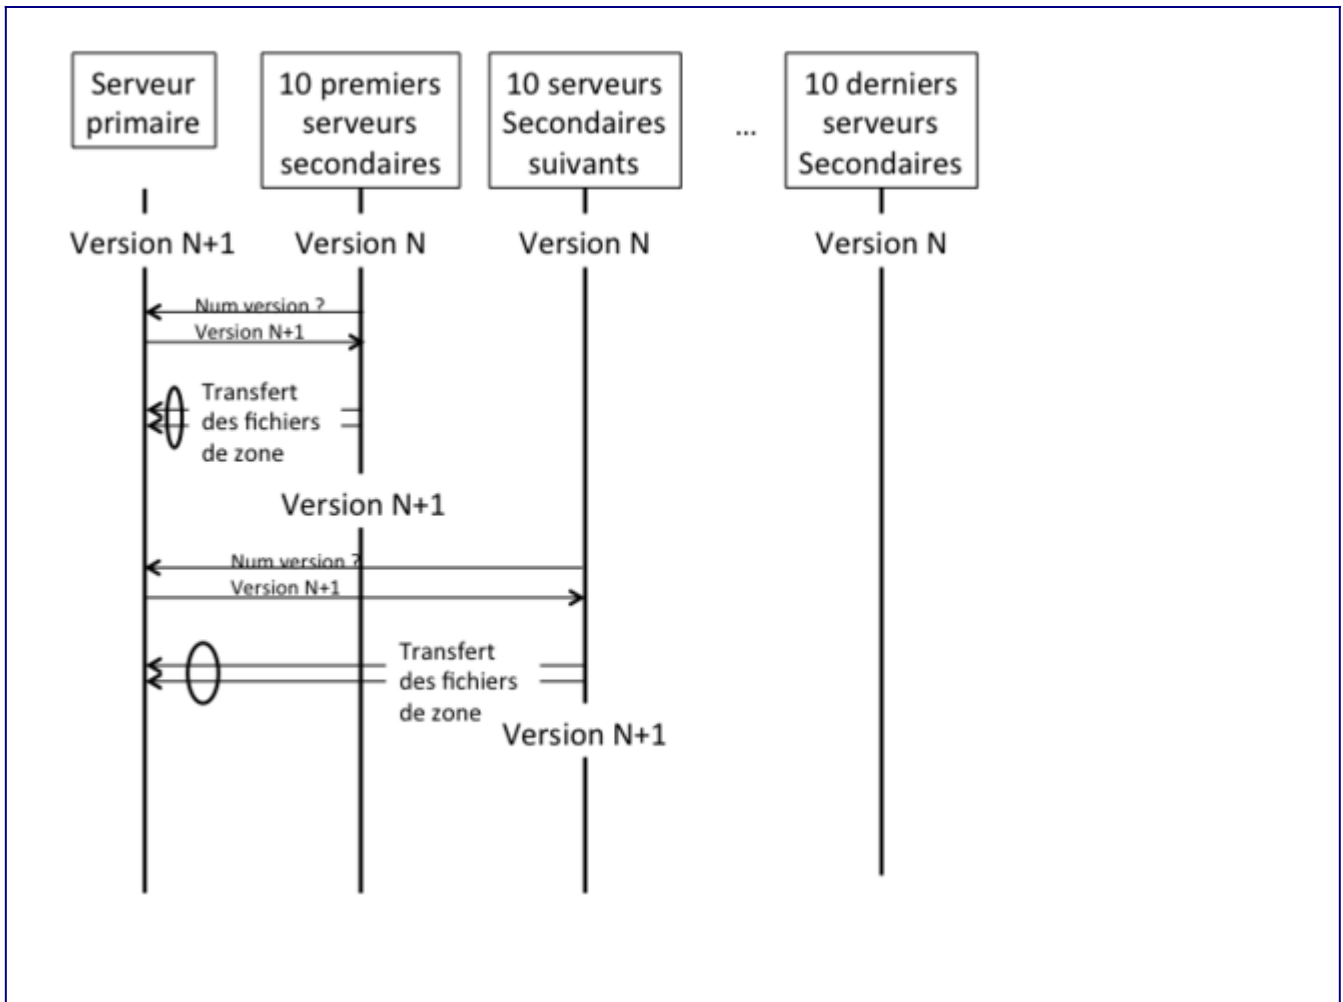 Serveur
primaire
10 premiers
serveurs
secondaires
10 serveurs
Secondaires
suivants
...
10 derniers
serveurs
Secondaires
Version N+1
Version N
Version N
Version N
Num version ?
Version N+1
Transfert
des fichiers
de zone
Version N+1
Num version ?
Version N+1
Transfert
des fichiers
de zone
Version N+1